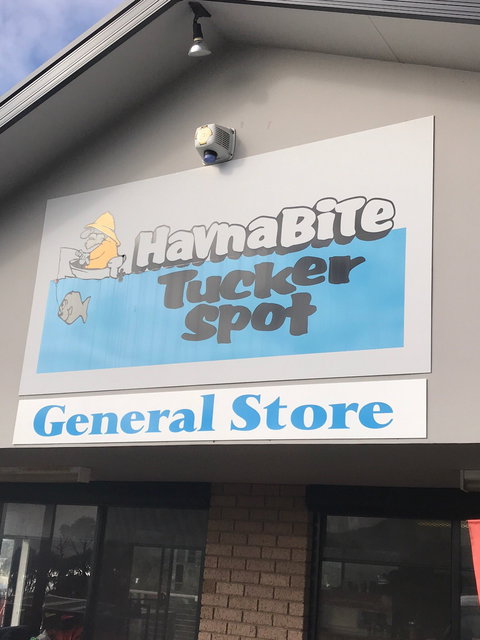 HavnaBite
Tucker
Spot
General Store